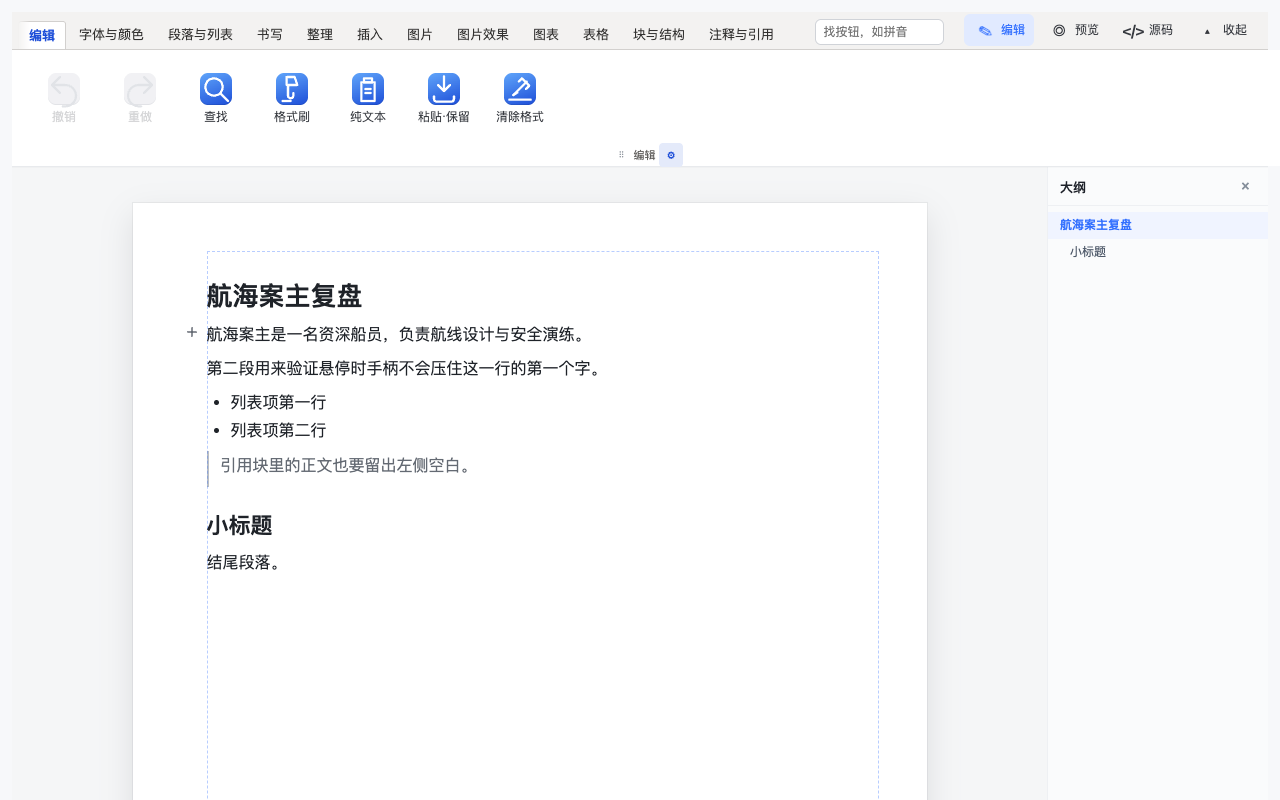 编辑 字体与颜色 段落与列表 书写 整理 插入 图片 图片效果 图表 表格 块与结构 注释与引用 找按钮，如拼音 编辑 预览 </> 源码 收起
撤销 重做 查找 格式刷 纯文本 粘贴·保留 清除格式
编辑
大纲
航海案主复盘
小标题
航海案主复盘
航海案主是一名资深船员，负责航线设计与安全演练。
第二段用来验证悬停时手柄不会压住这一行的第一个字。
• 列表项第一行
• 列表项第二行
引用块里的正文也要留出左侧空白。
小标题
结尾段落。